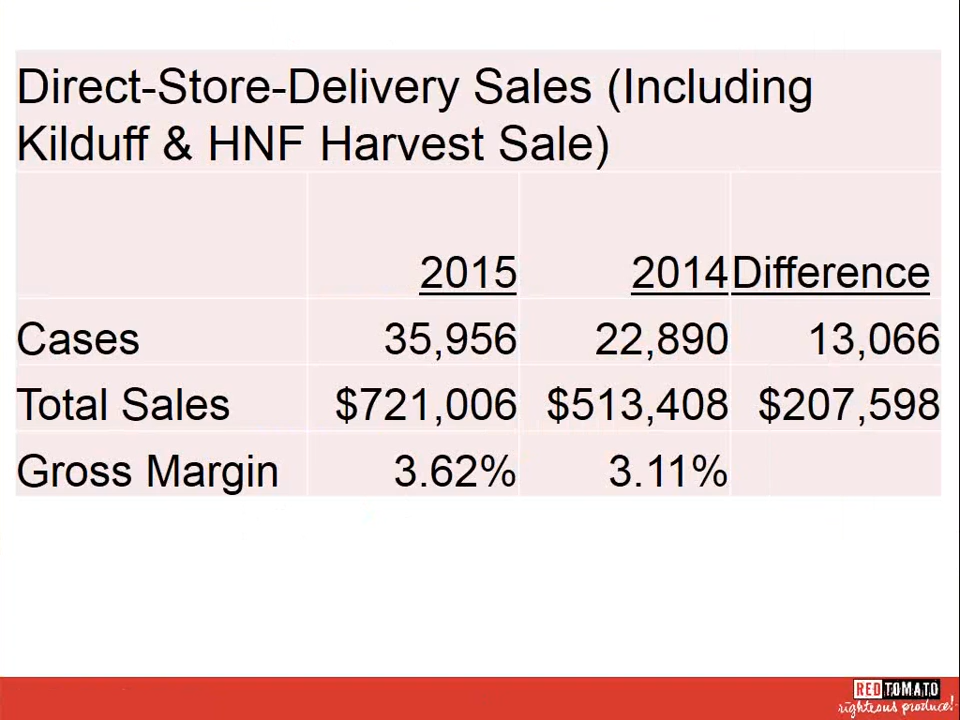 Direct-Store-Delivery Sales (Including
Kilduff & HNF Harvest Sale)
2015 2014 Difference
Cases 35,956 22,890 13,066
Total Sales $721,006 $513,408 $207,598
Gross Margin 3.62% 3.11%
RED TOMATO
righteous produce!